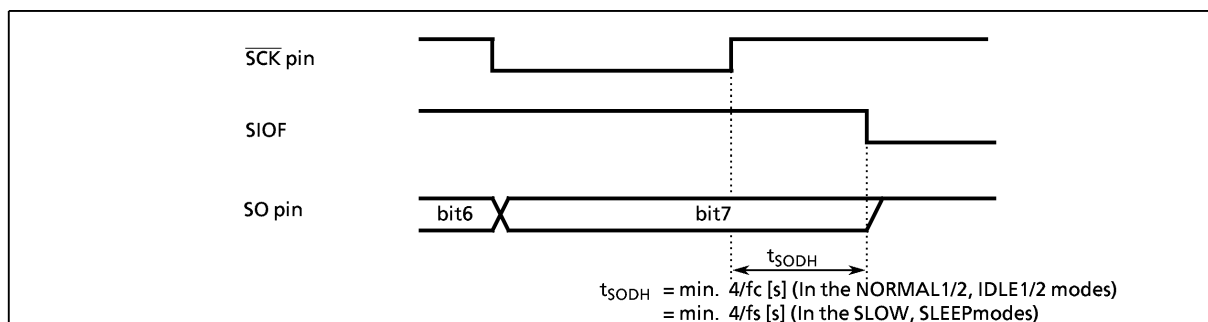 SCK pin
SIOF
SO pin
bit6 bit7
tSODH
tSODH = min. 4/fc [s] (In the NORMAL1/2, IDLE1/2 modes)
= min. 4/fs [s] (In the SLOW, SLEEPmodes)